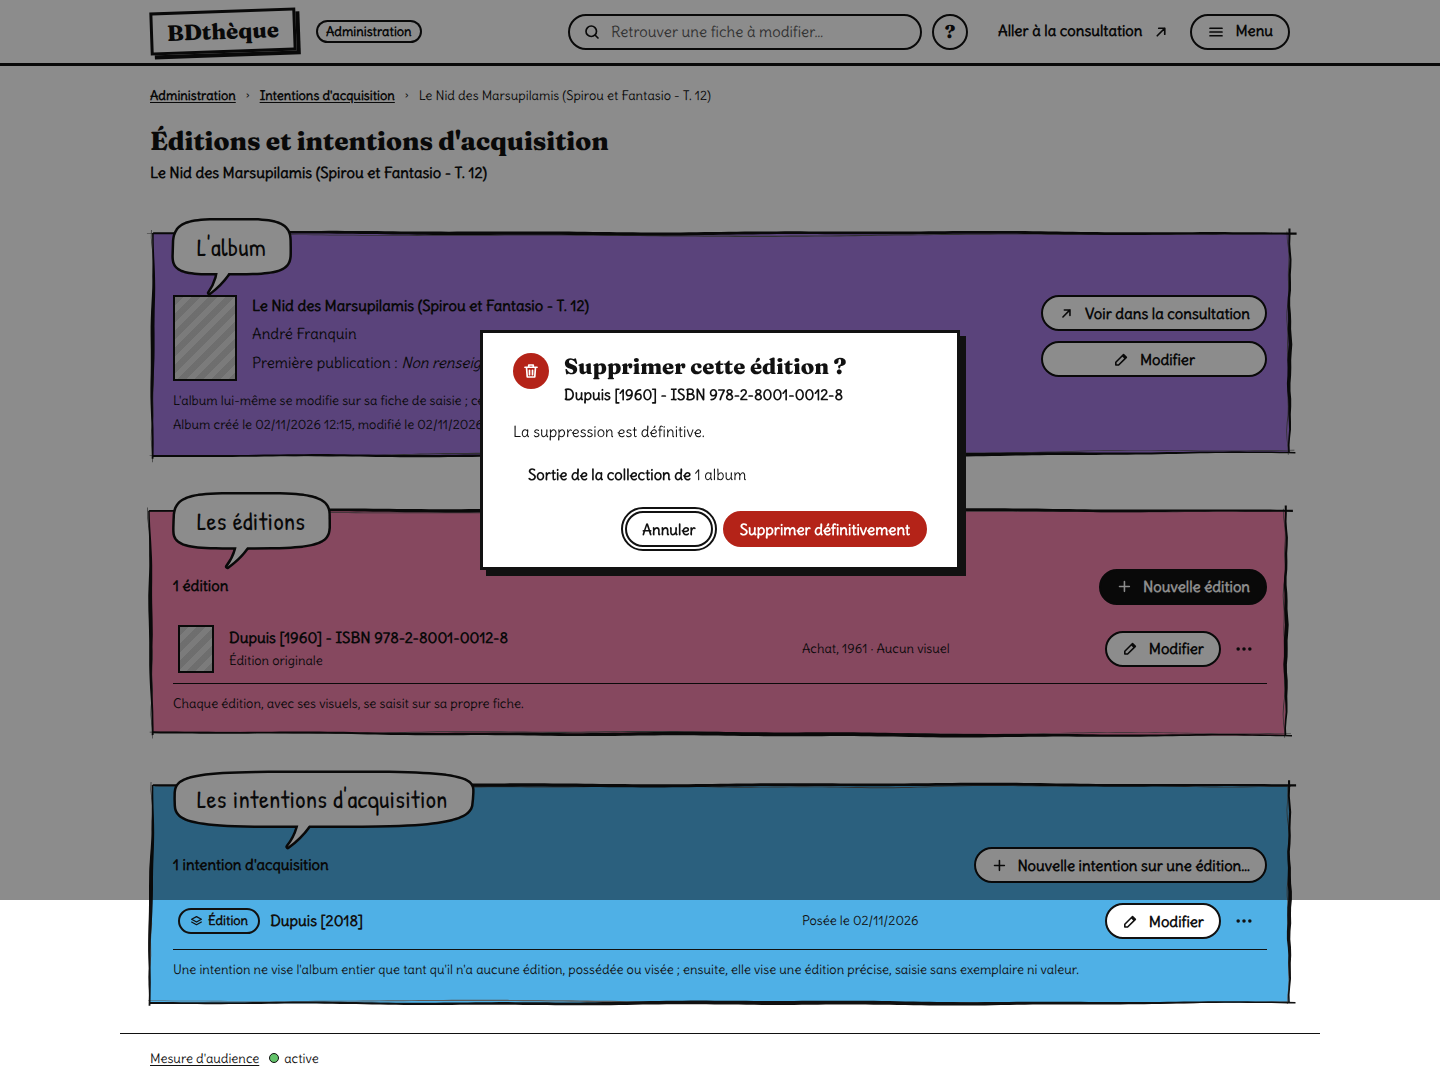 BDthèque
Administration
Retrouver une fiche à modifier...
?
Aller à la consultation
Menu
Administration › Intentions d'acquisition › Le Nid des Marsupilamis (Spirou et Fantasio - T. 12)
Éditions et intentions d'acquisition
Le Nid des Marsupilamis (Spirou et Fantasio - T. 12)
L'album
Le Nid des Marsupilamis (Spirou et Fantasio - T. 12)
André Franquin
Première publication : Non
Voir dans la consultation
Modifier
L'album lui-même se modifie sur sa fiche de saisie ;
Album créé le 02/11/2026 12:15, modifié le 02/11/2026
Supprimer cette édition ?
Dupuis [1960] - ISBN 978-2-8001-0012-8
La suppression est définitive.
Sortie de la collection de 1 album
Annuler
Supprimer définitivement
Les éditions
1 édition
Nouvelle édition
Dupuis [1960] - ISBN 978-2-8001-0012-8
Édition originale
Achat, 1961 · Aucun visuel
Modifier
Chaque édition, avec ses visuels, se saisit sur sa propre fiche.
Les intentions d'acquisition
1 intention d'acquisition
Nouvelle intention sur une édition...
Édition
Dupuis [2018]
Posée le 02/11/2026
Modifier
Une intention ne vise l'album entier que tant qu'il n'a aucune édition, possédée ou visée ; ensuite, elle vise une édition précise, saisie sans exemplaire ni valeur.
Mesure d'audience
active